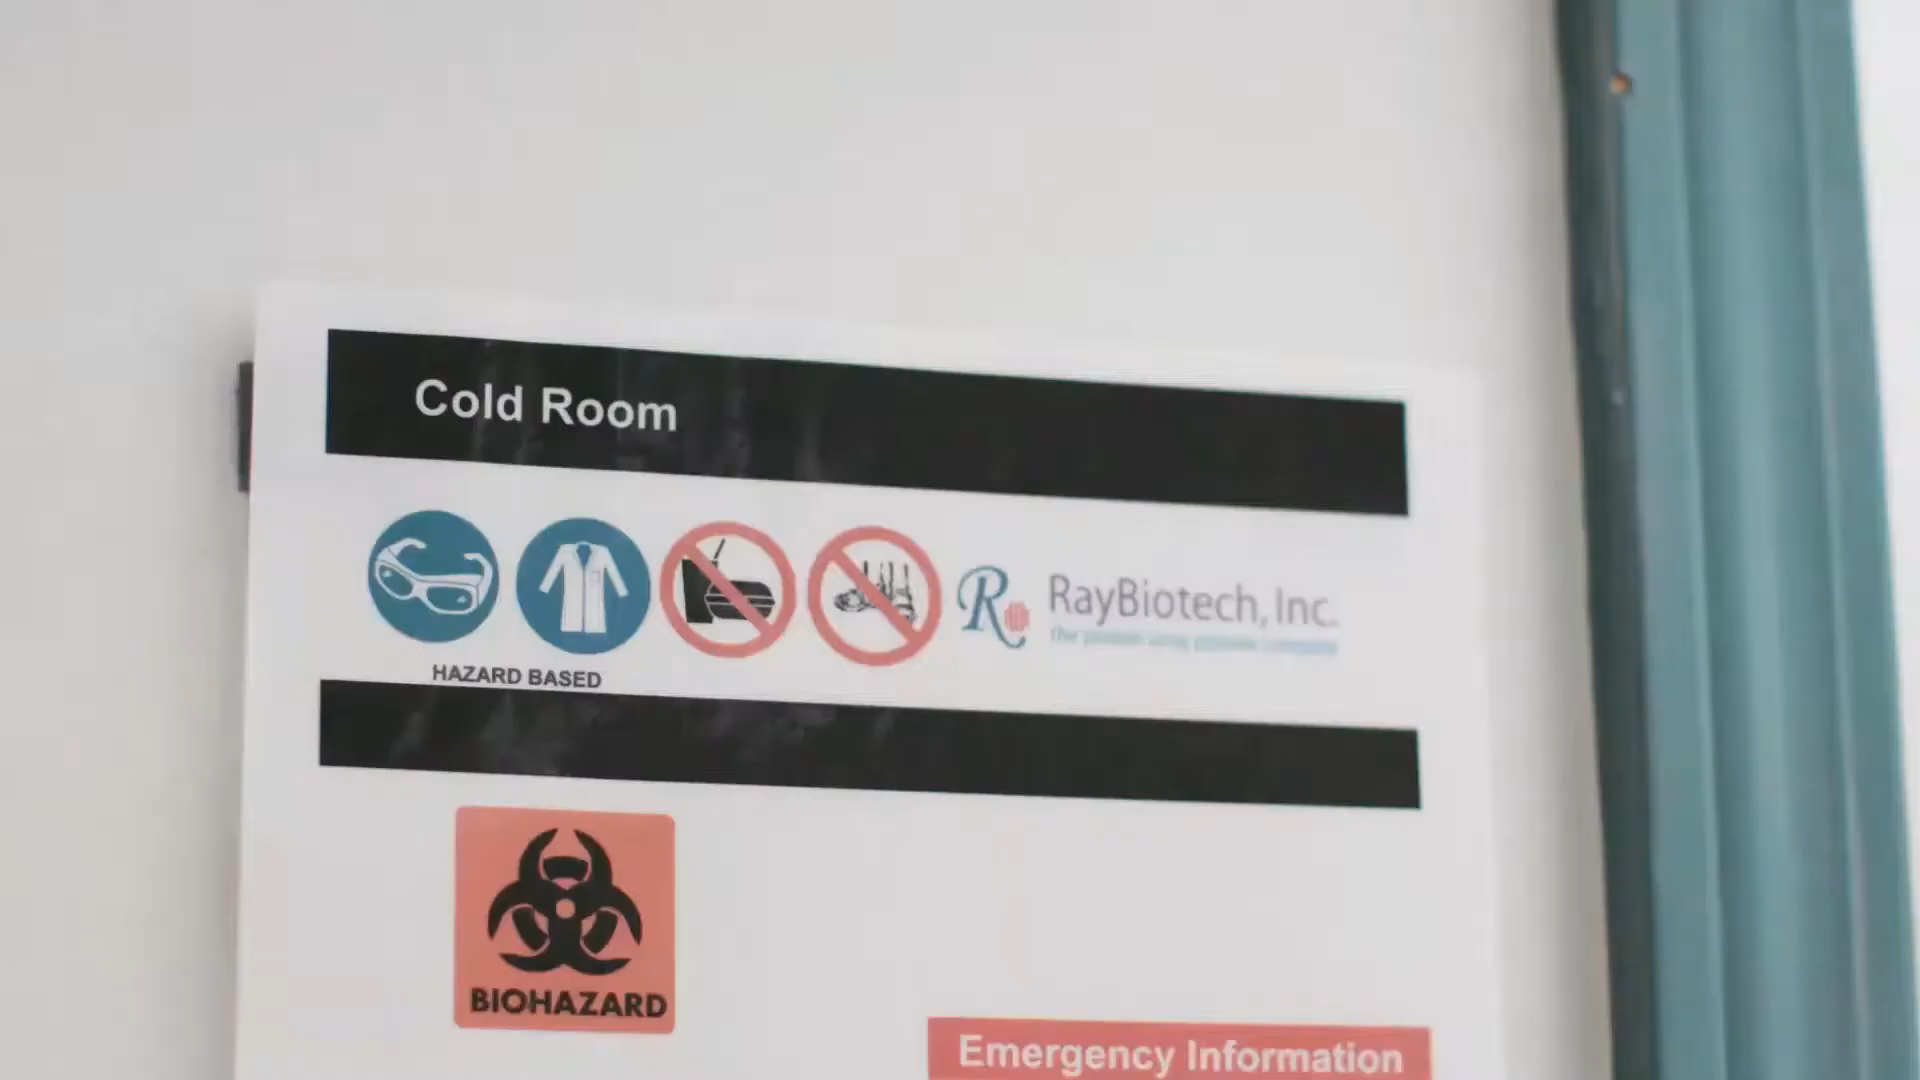 Cold Room
RayBiotech, Inc.
HAZARD BASED
BIOHAZARD
Emergency Information